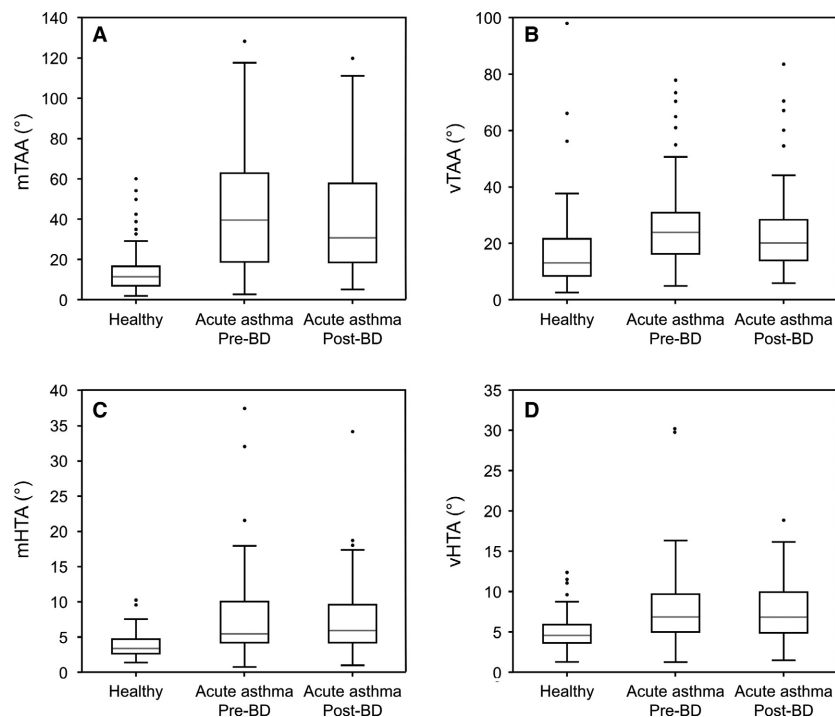 A
mTAA (°)
140
120
100
80
60
40
20
0
Healthy
Acute asthma
Pre-BD
Acute asthma
Post-BD
B
vTAA (°)
100
80
60
40
20
0
Healthy
Acute asthma
Pre-BD
Acute asthma
Post-BD
C
mHTA (°)
40
35
30
25
20
15
10
5
0
Healthy
Acute asthma
Pre-BD
Acute asthma
Post-BD
D
vHTA (°)
35
30
25
20
15
10
5
0
Healthy
Acute asthma
Pre-BD
Acute asthma
Post-BD